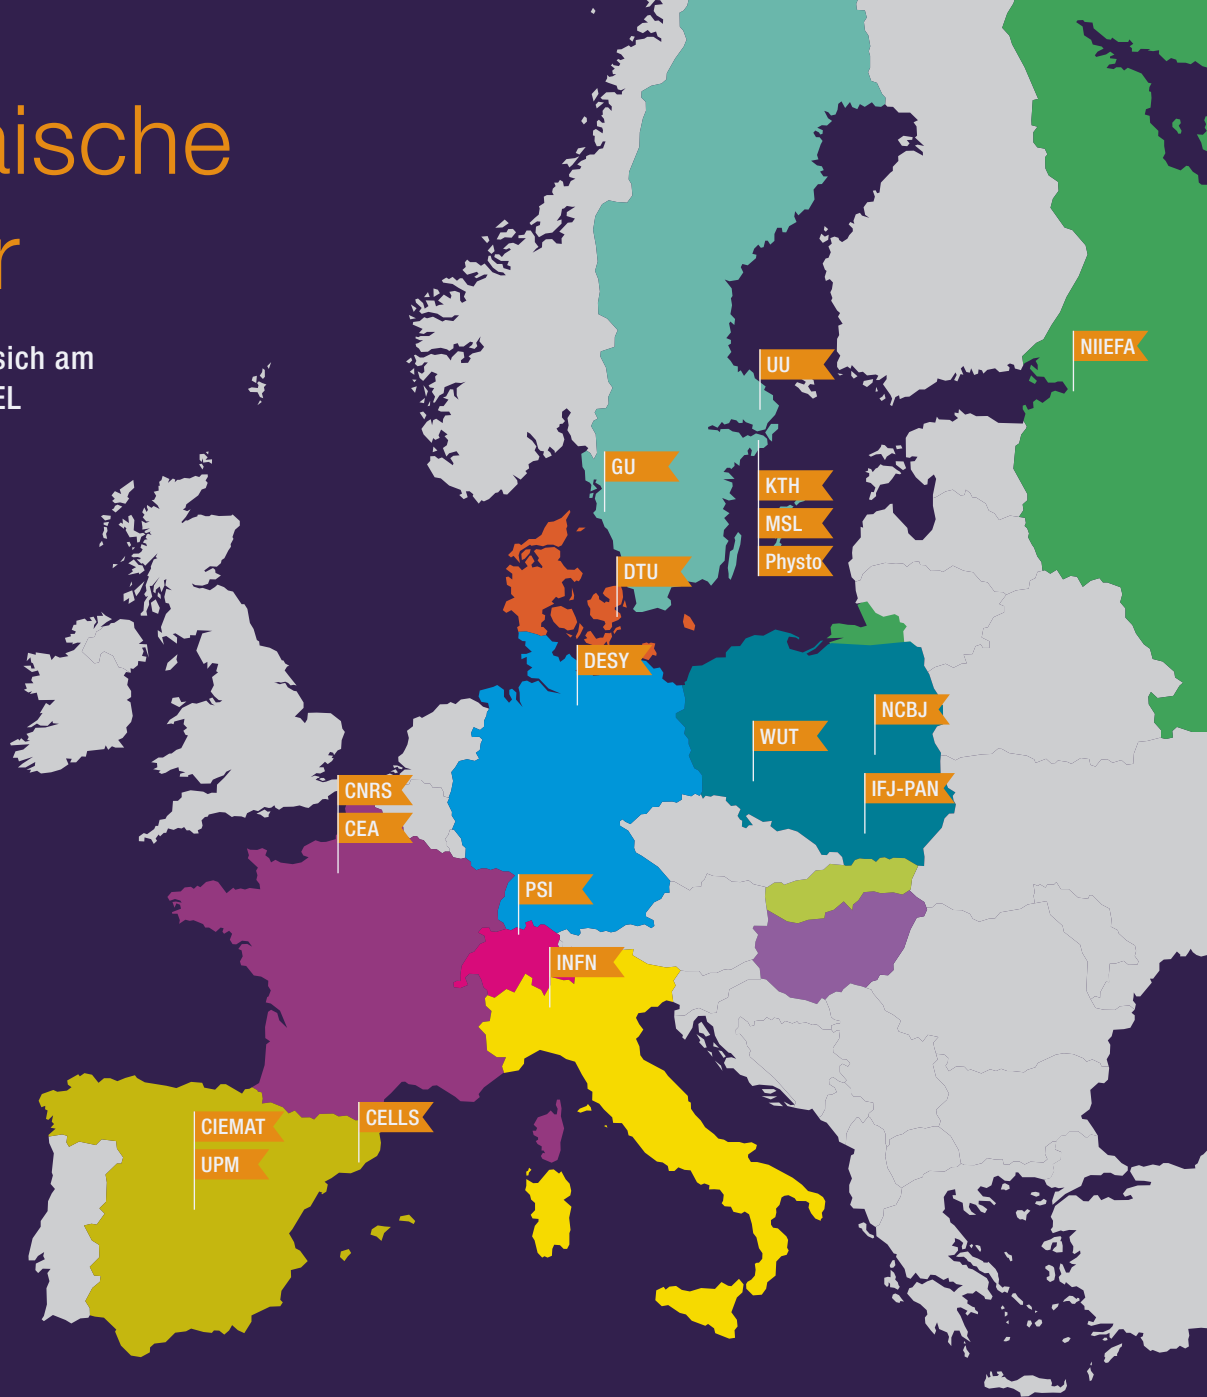 aische
r
sich am
EL
NIIEFA
UU
GU
KTH
MSL
Physto
DTU
DESY
NCBJ
WUT
IFJ-PAN
CNRS
CEA
PSI
INFN
CELLS
CIEMAT
UPM